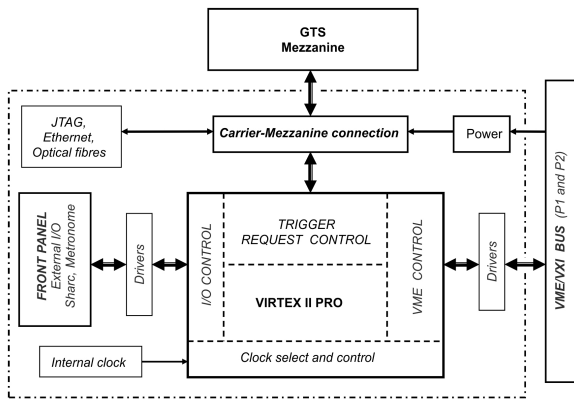 GTS
Mezzanine
JTAG,
Ethernet,
Optical fibres
Carrier-Mezzanine connection
Power
FRONT PANEL
External I/O
Sharc, Metronome
Drivers
I/O CONTROL
TRIGGER
REQUEST CONTROL
VIRTEX II PRO
VME CONTROL
Drivers
VME/VXI BUS (P1 and P2)
Internal clock
Clock select and control